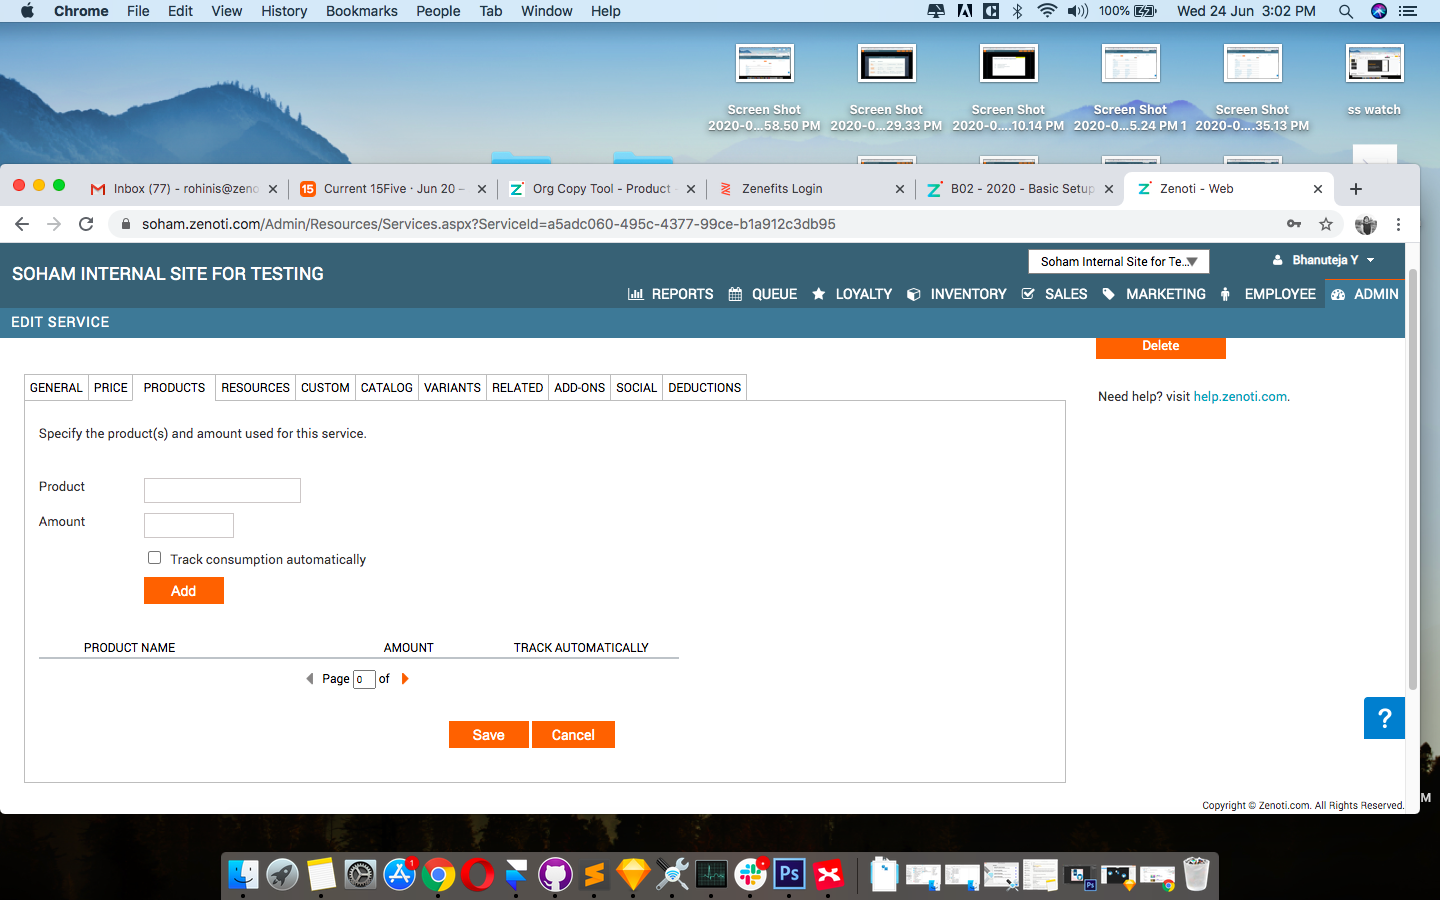 Chrome File Edit View History Bookmarks People Tab Window Help 100% Wed 24 Jun 3:02 PM
Screen Shot 2020-0...58.50 PM
Screen Shot 2020-0...29.33 PM
Screen Shot 2020-0....10.14 PM
Screen Shot 2020-0...5.24 PM 1
Screen Shot 2020-0....35.13 PM
ss watch
Inbox (77) - rohinis@zeno
15 Current 15Five · Jun 20 –
Org Copy Tool - Product
Zenefits Login
B02 - 2020 - Basic Setup
Zenoti - Web
soham.zenoti.com/Admin/Resources/Services.aspx?ServiceId=a5adc060-495c-4377-99ce-b1a912c3db95
SOHAM INTERNAL SITE FOR TESTING
Soham Internal Site for Te...
Bhanuteja Y
REPORTS QUEUE LOYALTY INVENTORY SALES MARKETING EMPLOYEE ADMIN
EDIT SERVICE
Delete
GENERAL PRICE PRODUCTS RESOURCES CUSTOM CATALOG VARIANTS RELATED ADD-ONS SOCIAL DEDUCTIONS
Need help? visit help.zenoti.com.
Specify the product(s) and amount used for this service.
Product
Amount
Track consumption automatically
Add
PRODUCT NAME AMOUNT TRACK AUTOMATICALLY
Page 0 of
Save Cancel
?
Copyright © Zenoti.com. All Rights Reserved.
M
1
Ps